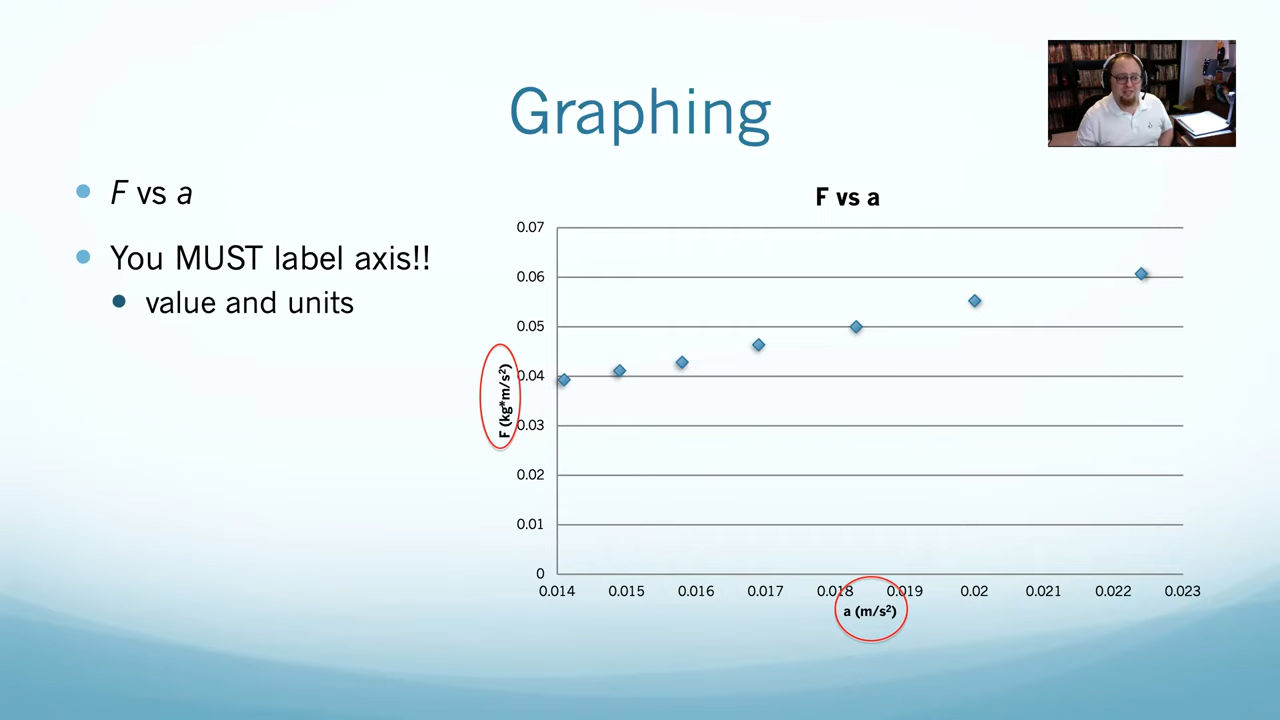 Graphing
F vs a
You MUST label axis!!
value and units
F vs a
0.07
0.06
0.05
0.04
0.03
0.02
0.01
0
F (kg*m/s²)
0.014 0.015 0.016 0.017 0.018 0.019 0.02 0.021 0.022 0.023
a (m/s²)